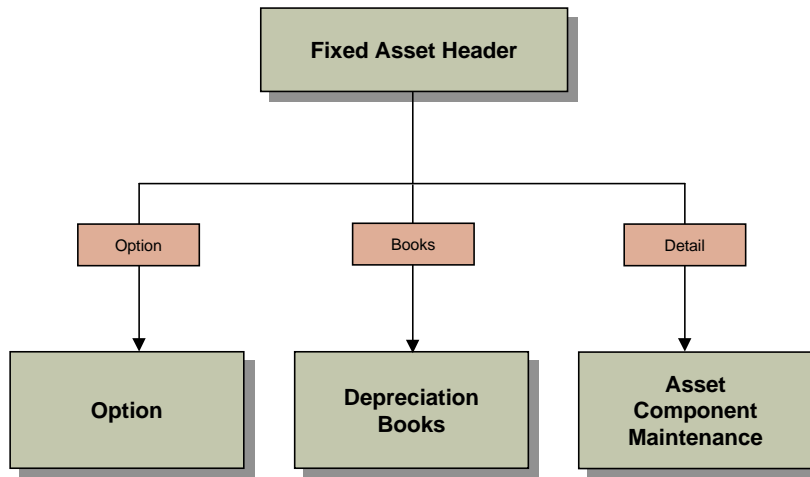 Fixed Asset Header
Option
Books
Detail
Option
Depreciation
Books
Asset
Component
Maintenance